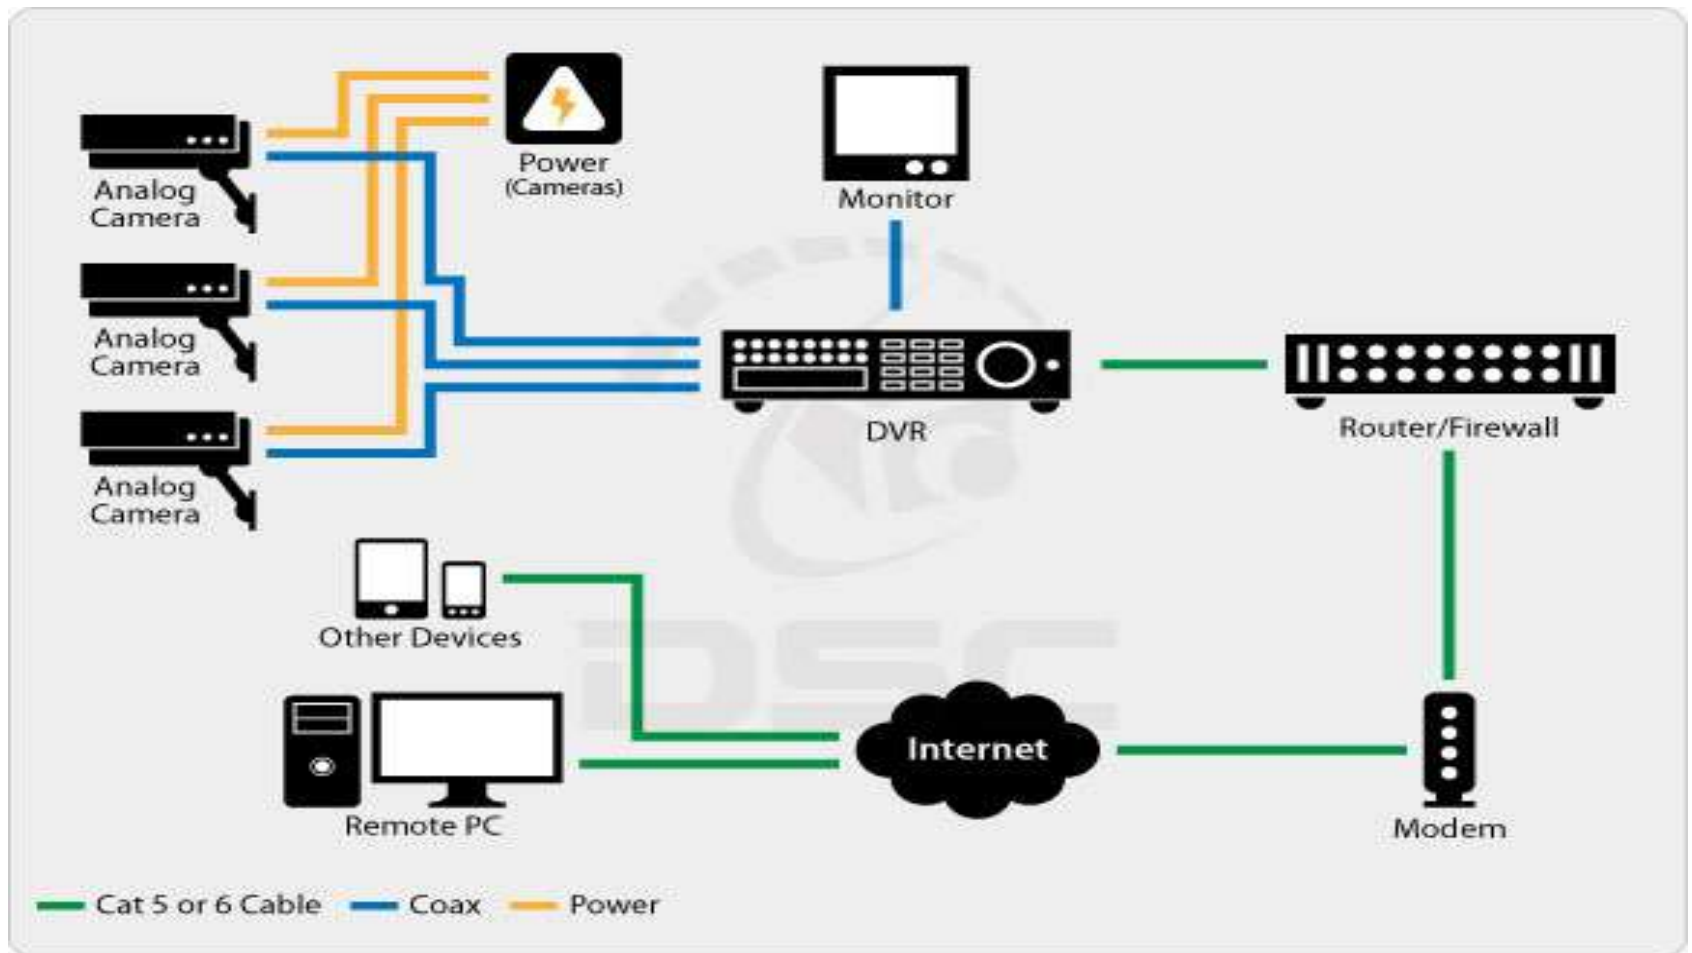 Power
(Cameras)
Monitor
Analog
Camera
Analog
Camera
Analog
Camera
DVR
Router/Firewall
Other Devices
Internet
Remote PC
Modem
Cat 5 or 6 Cable
Coax
Power
DSC